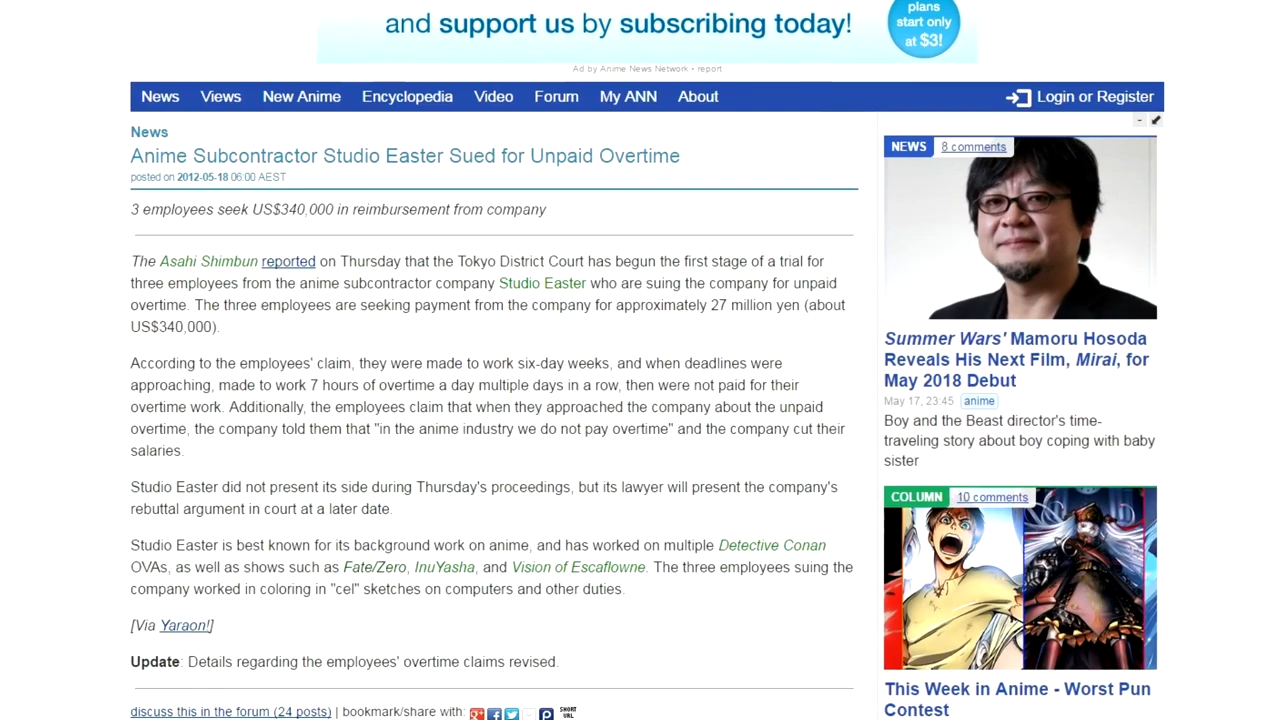 and support us by subscribing today!
plans
start only
at $3!
Ad by Anime News Network • report
News Views New Anime Encyclopedia Video Forum My ANN About Login or Register
News
Anime Subcontractor Studio Easter Sued for Unpaid Overtime
posted on 2012-05-18 06:00 AEST
3 employees seek US$340,000 in reimbursement from company
The Asahi Shimbun reported on Thursday that the Tokyo District Court has begun the first stage of a trial for
three employees from the anime subcontractor company Studio Easter who are suing the company for unpaid
overtime. The three employees are seeking payment from the company for approximately 27 million yen (about
US$340,000).
According to the employees' claim, they were made to work six-day weeks, and when deadlines were
approaching, made to work 7 hours of overtime a day multiple days in a row, then were not paid for their
overtime work. Additionally, the employees claim that when they approached the company about the unpaid
overtime, the company told them that "in the anime industry we do not pay overtime" and the company cut their
salaries.
Studio Easter did not present its side during Thursday's proceedings, but its lawyer will present the company's
rebuttal argument in court at a later date.
Studio Easter is best known for its background work on anime, and has worked on multiple Detective Conan
OVAs, as well as shows such as Fate/Zero, InuYasha, and Vision of Escaflowne. The three employees suing the
company worked in coloring in "cel" sketches on computers and other duties.
[Via Yaraon!]
Update: Details regarding the employees' overtime claims revised.
discuss this in the forum (24 posts) | bookmark/share with: SHORT
URL
NEWS 8 comments
Summer Wars' Mamoru Hosoda
Reveals His Next Film, Mirai, for
May 2018 Debut
May 17, 23:45 anime
Boy and the Beast director's time-
traveling story about boy coping with baby
sister
COLUMN 10 comments
This Week in Anime - Worst Pun
Contest